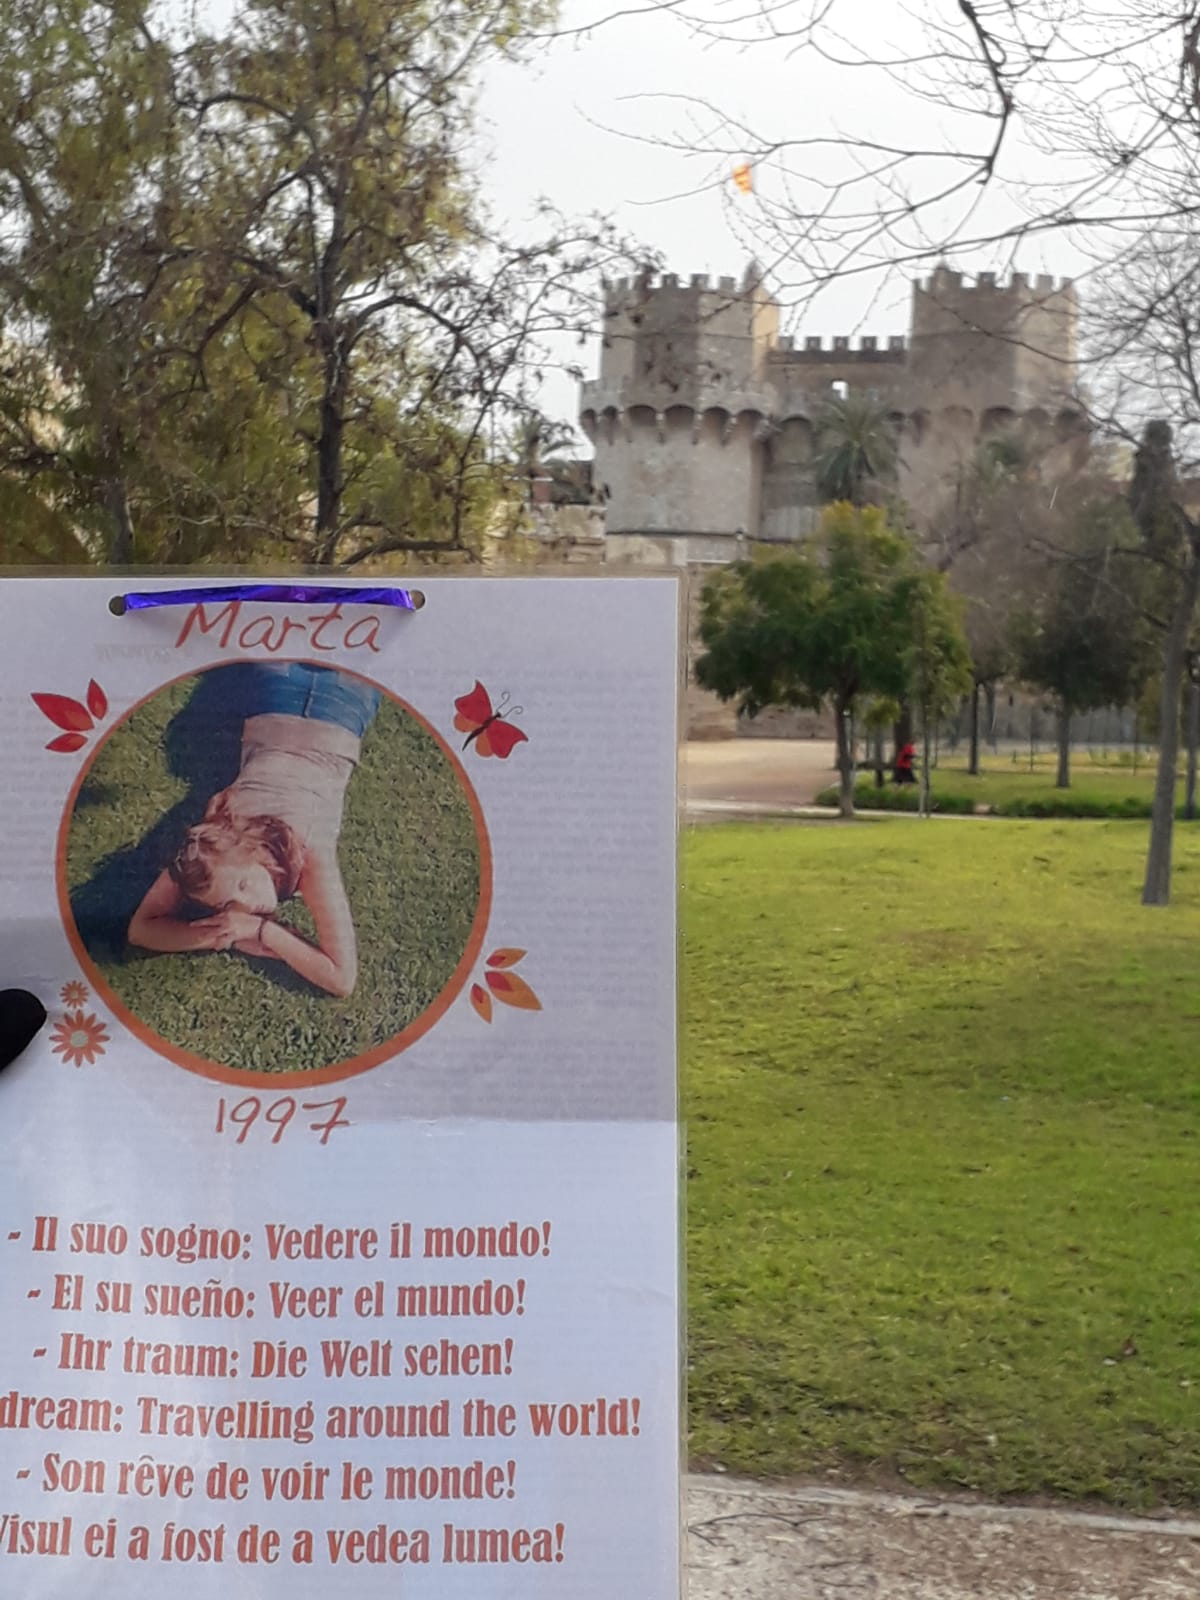 Marta
1997
- Il suo sogno: Vedere il mondo!
- El su sueño: Veer el mundo!
- Ihr traum: Die Welt sehen!
dream: Travelling around the world!
- Son rêve de voir le monde!
Visul ei a fost de a vedea lumea!